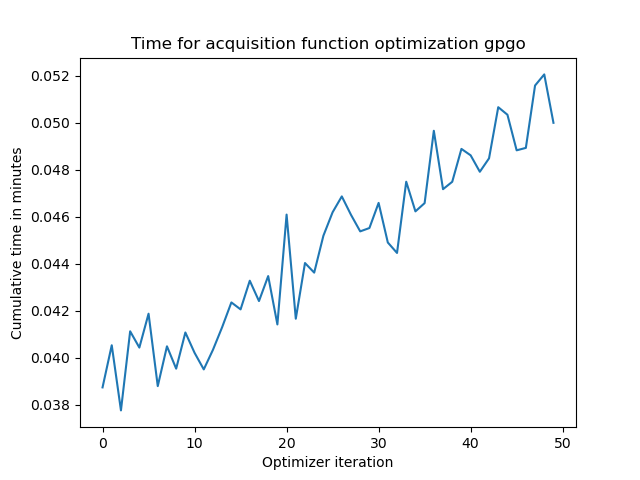 Time for acquisition function optimization gpgo
0.052
0.050
0.048
0.046
0.044
0.042
0.040
0.038
Cumulative time in minutes
0 10 20 30 40 50
Optimizer iteration